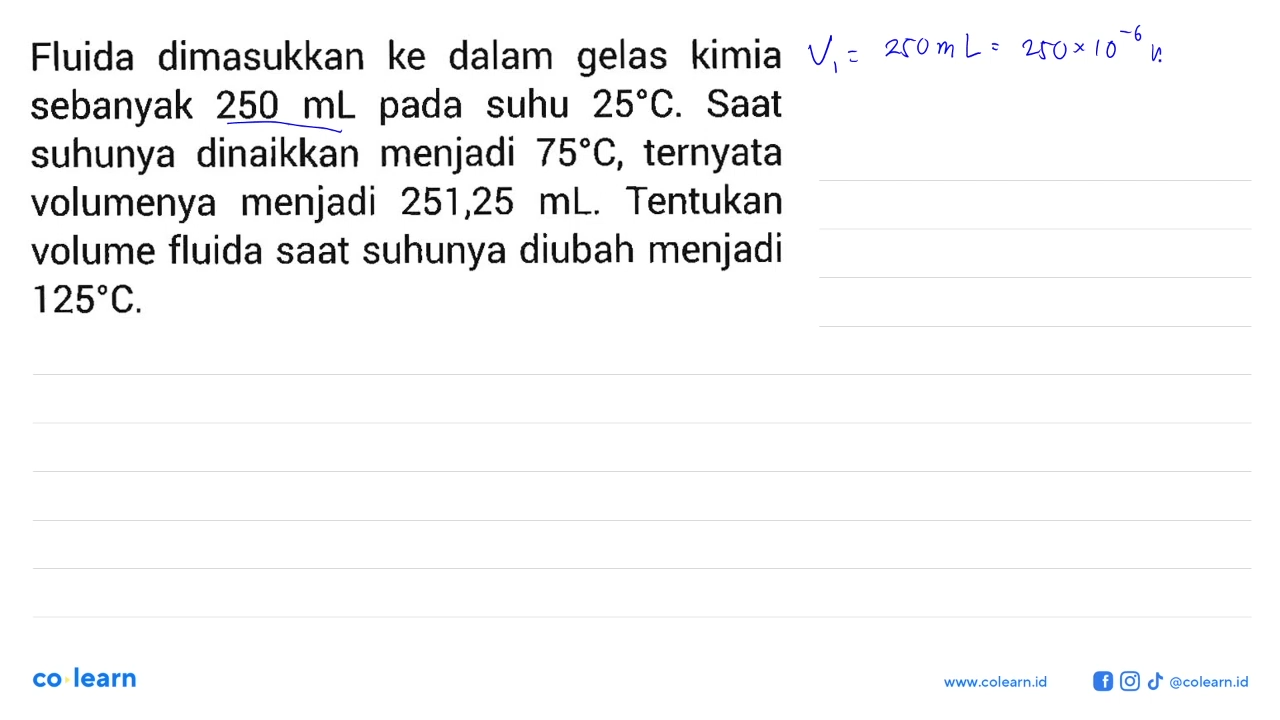 Fluida dimasukkan ke dalam gelas kimia
sebanyak 250 mL pada suhu 25°C. Saat
suhunya dinaikkan menjadi 75°C, ternyata
volumenya menjadi 251,25 mL. Tentukan
volume fluida saat suhunya diubah menjadi
125°C.
V₁ = 250 mL = 250 × 10⁻⁶
co learn
www.colearn.id
@colearn.id